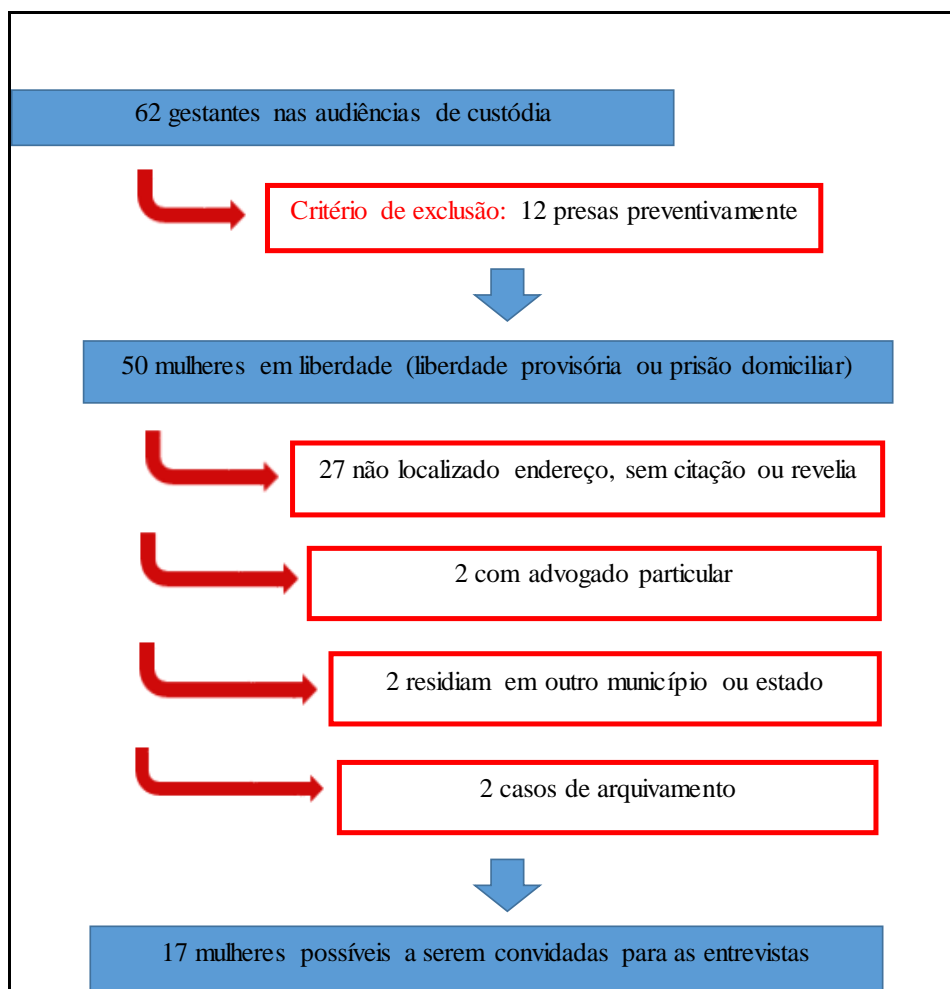 62 gestantes nas audiências de custódia
Critério de exclusão: 12 presas preventivamente
50 mulheres em liberdade (liberdade provisória ou prisão domiciliar)
27 não localizado endereço, sem citação ou revelia
2 com advogado particular
2 residiam em outro município ou estado
2 casos de arquivamento
17 mulheres possíveis a serem convidadas para as entrevistas